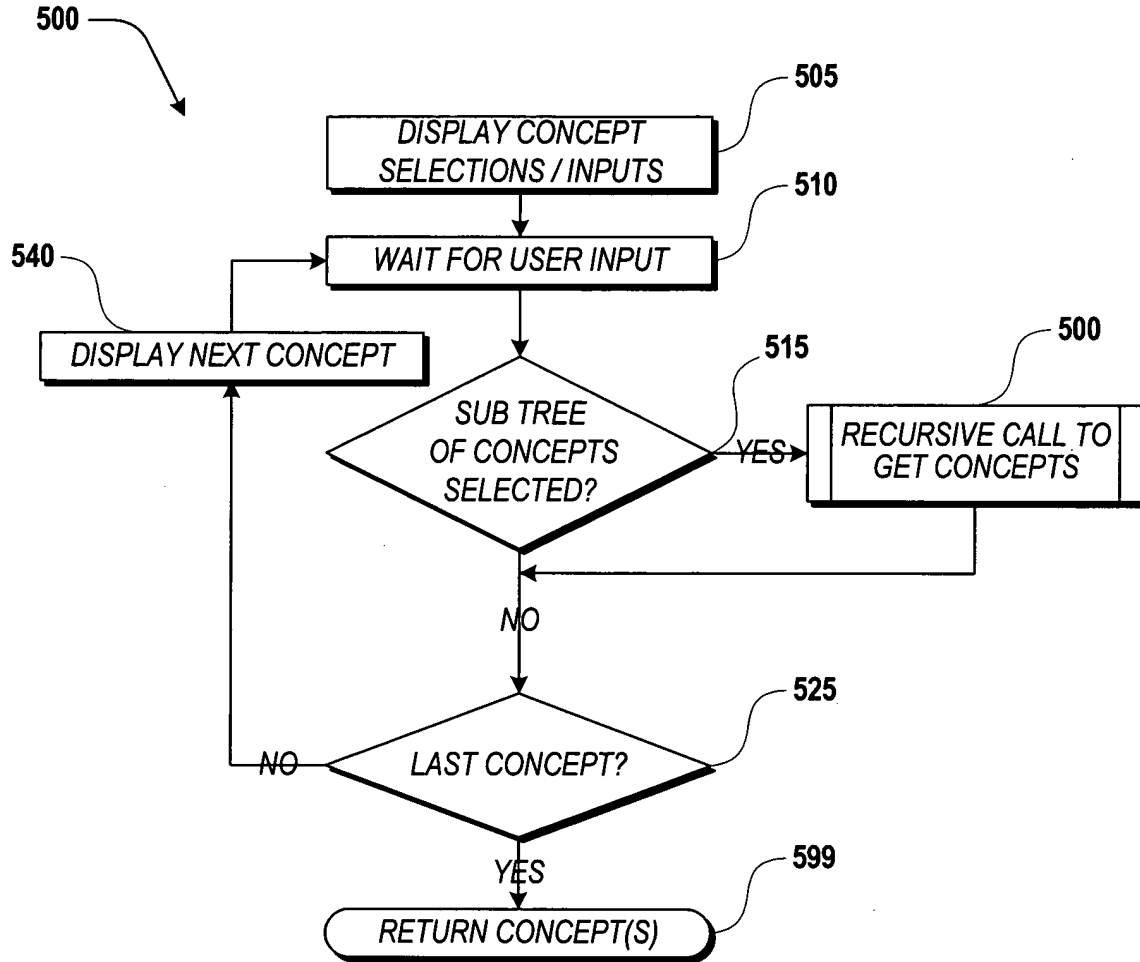 500
505
DISPLAY CONCEPT
SELECTIONS / INPUTS
510
WAIT FOR USER INPUT
540
DISPLAY NEXT CONCEPT
515
SUB TREE
OF CONCEPTS
SELECTED?
YES
500
RECURSIVE CALL TO
GET CONCEPTS
NO
525
LAST CONCEPT?
NO
YES
599
RETURN CONCEPT(S)